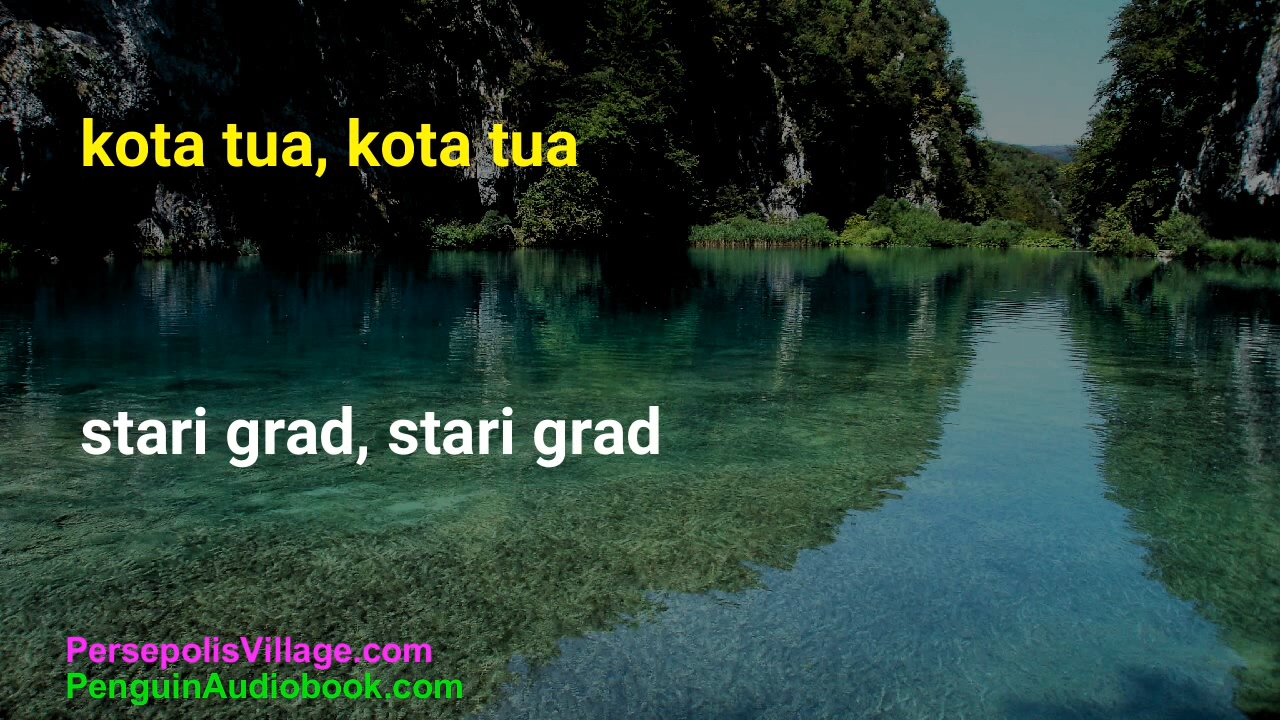 kota tua, kota tua
stari grad, stari grad
PersepolisVillage.com
PenguinAudiobook.com